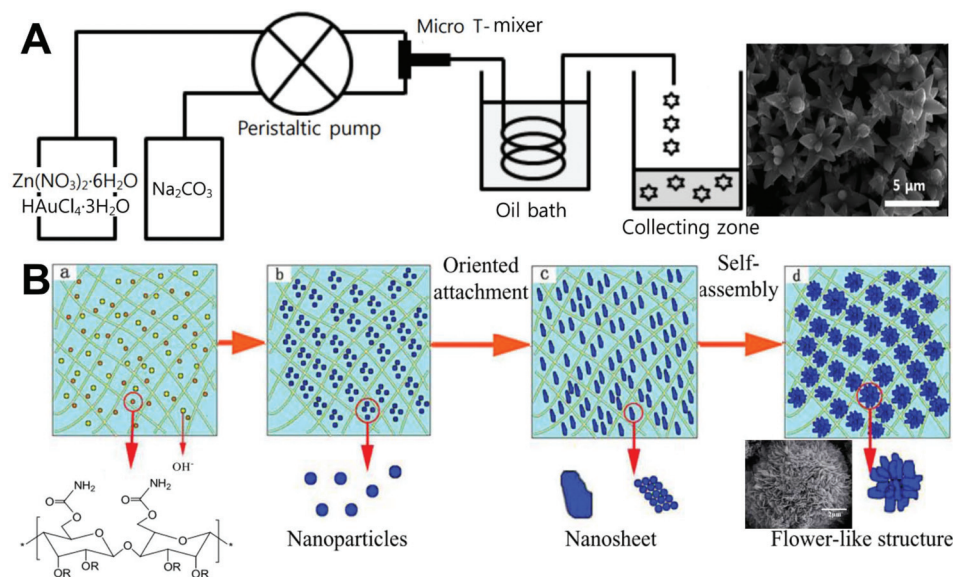 A
Micro T-mixer
Peristaltic pump
Zn(NO₃)₂·6H₂O
HAuCl₄·3H₂O
Na₂CO₃
Oil bath
Collecting zone
5 μm
B
a
b
Oriented
attachment
c
Self-
assembly
d
OH⁻
NH₂
NH₂
O
O
O
O
O
O
O
O
*
*
OR
OR
OR
OR
Nanoparticles
Nanosheet
2μm
Flower-like structure